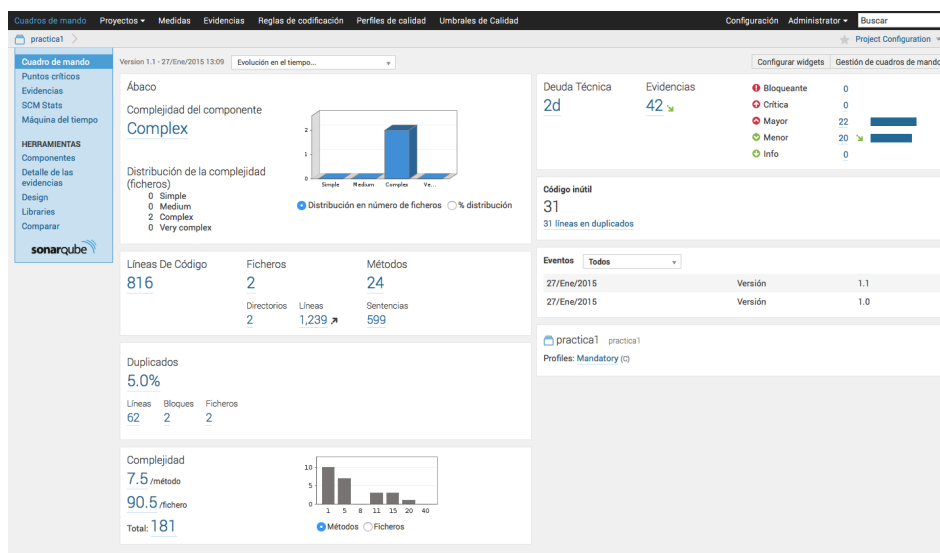 Cuadros de mando Proyectos Medidas Evidencias Reglas de codificación Perfiles de calidad Umbrales de Calidad Configuración Administrator Buscar
practica1 Project Configuration
Cuadro de mando
Puntos críticos
Evidencias
SCM Stats
Máquina del tiempo
HERRAMIENTAS
Componentes
Detalle de las
evidencias
Design
Libraries
Comparar
sonarqube
Version 1.1 - 27/Ene/2015 13:09 Evolución en el tiempo... Configurar widgets Gestión de cuadros de mando
Ábaco
Complejidad del componente
Complex
Distribución de la complejidad
(ficheros)
0 Simple
0 Medium
2 Complex
0 Very complex
2
1
0
Simple Medium Complex Ve...
Distribución en número de ficheros % distribución
Líneas De Código Ficheros Métodos
816 2 24
Directorios Líneas Sentencias
2 1,239 599
Duplicados
5.0%
Líneas Bloques Ficheros
62 2 2
Complejidad
7.5 /método
90.5 /fichero
Total: 181
10
5
0
1 5 8 11 15 20 40
Métodos Ficheros
Deuda Técnica Evidencias
2d 42
Bloqueante 0
Crítica 0
Mayor 22
Menor 20
Info 0
Código inútil
31
31 líneas en duplicados
Eventos Todos
27/Ene/2015 Versión 1.1
27/Ene/2015 Versión 1.0
practica1 practica1
Profiles: Mandatory (C)